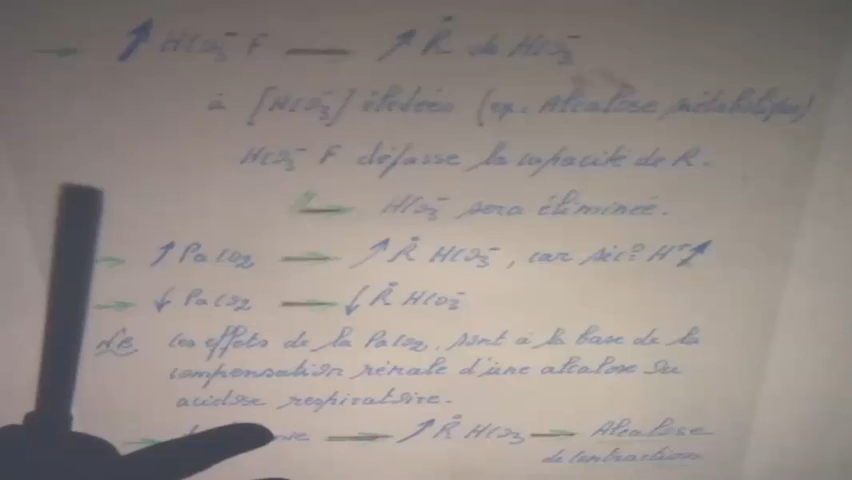 → ↑ HCO3⁻ F → ↑ R̊ de HCO3⁻
à [HCO3⁻] élevées (ex. Alcalose métabolique)
HCO3⁻ F dépasse la capacité de R.
→ HCO3⁻ sera éliminée.
→ ↑ PaCO2 → ↑ R̊ HCO3⁻, car séc° H⁺ ↑
→ ↓ PaCO2 → ↓ R̊ HCO3⁻
NB les effets de la PaCO2. sont à la base de la
compensation rénale d'une alcalose ou
acidose respiratoire.
→ → ↑ R̊ HCO3 → Alcalose
de contraction